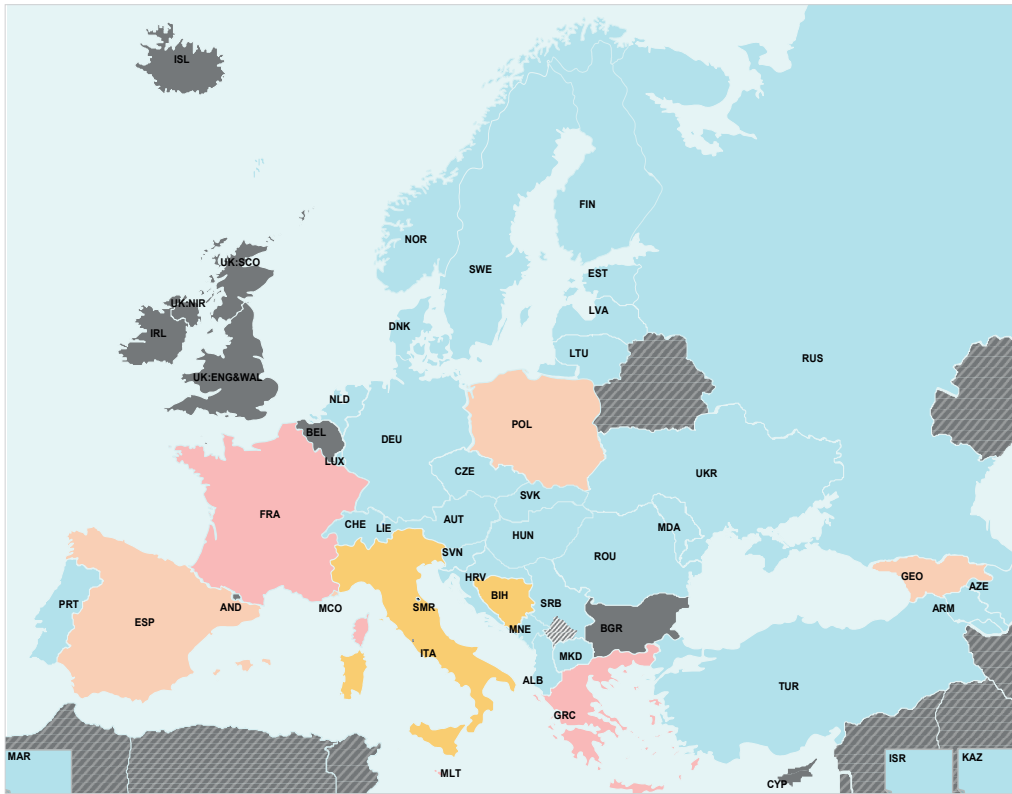 ISL
FIN
NOR
UK:SCO
SWE
EST
UK:NIR
LVA
DNK
IRL
LTU
RUS
UK:ENG&WAL
NLD
POL
BEL
DEU
LUX
CZE
UKR
SVK
FRA
AUT
CHE
LIE
MDA
HUN
SVN
ROU
HRV
GEO
AZE
BIH
PRT
AND
MCO
SMR
SRB
ARM
ESP
MNE
BGR
ITA
MKD
ALB
TUR
GRC
MAR
ISR
KAZ
MLT
CYP